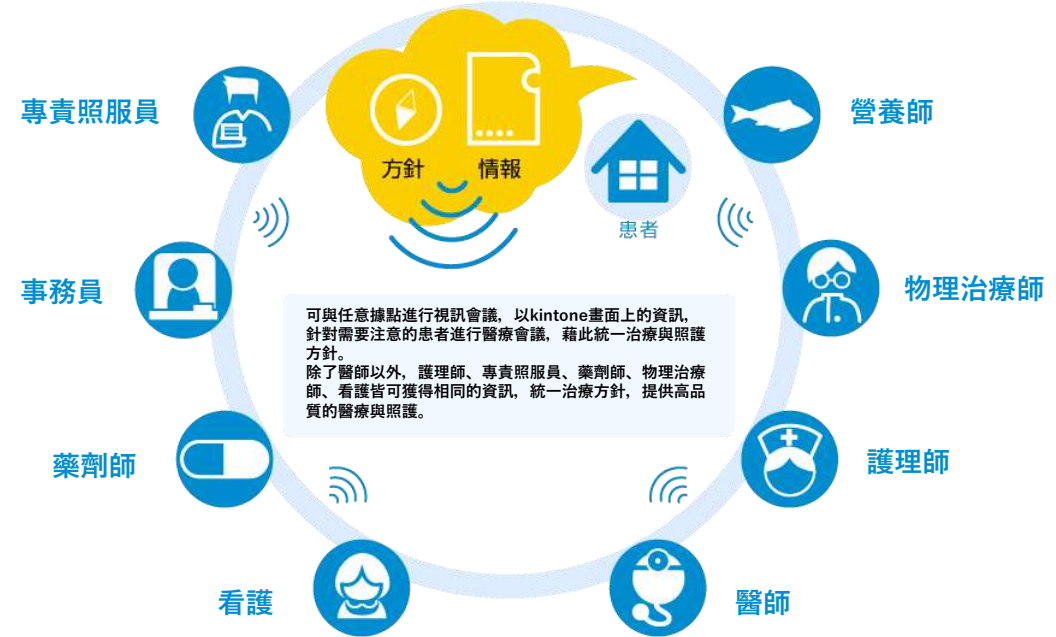 專責照服員
方針
情報
營養師
患者
事務員
物理治療師
可與任意據點進行視訊會議，以kintone畫面上的資訊，
針對需要注意的患者進行醫療會議，藉此統一治療與照護
方針。
除了醫師以外，護理師、專責照服員、藥劑師、物理治療
師、看護皆可獲得相同的資訊，統一治療方針，提供高品
質的醫療與照護。
藥劑師
護理師
看護
醫師